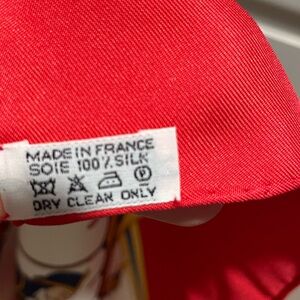 MADE IN FRANCE
SOIE 100% SILK
DRY CLEAN ONLY